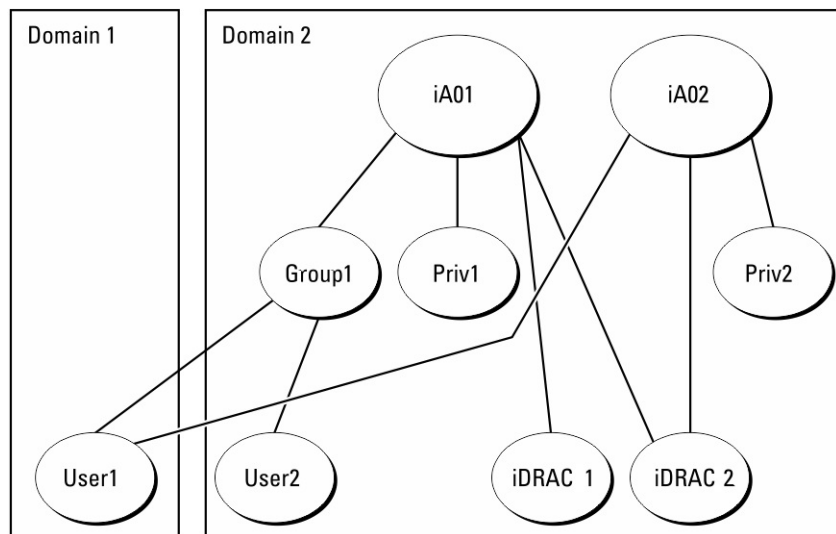 Domain 1
Domain 2
iA01
iA02
Group1
Priv1
Priv2
User1
User2
iDRAC 1
iDRAC 2